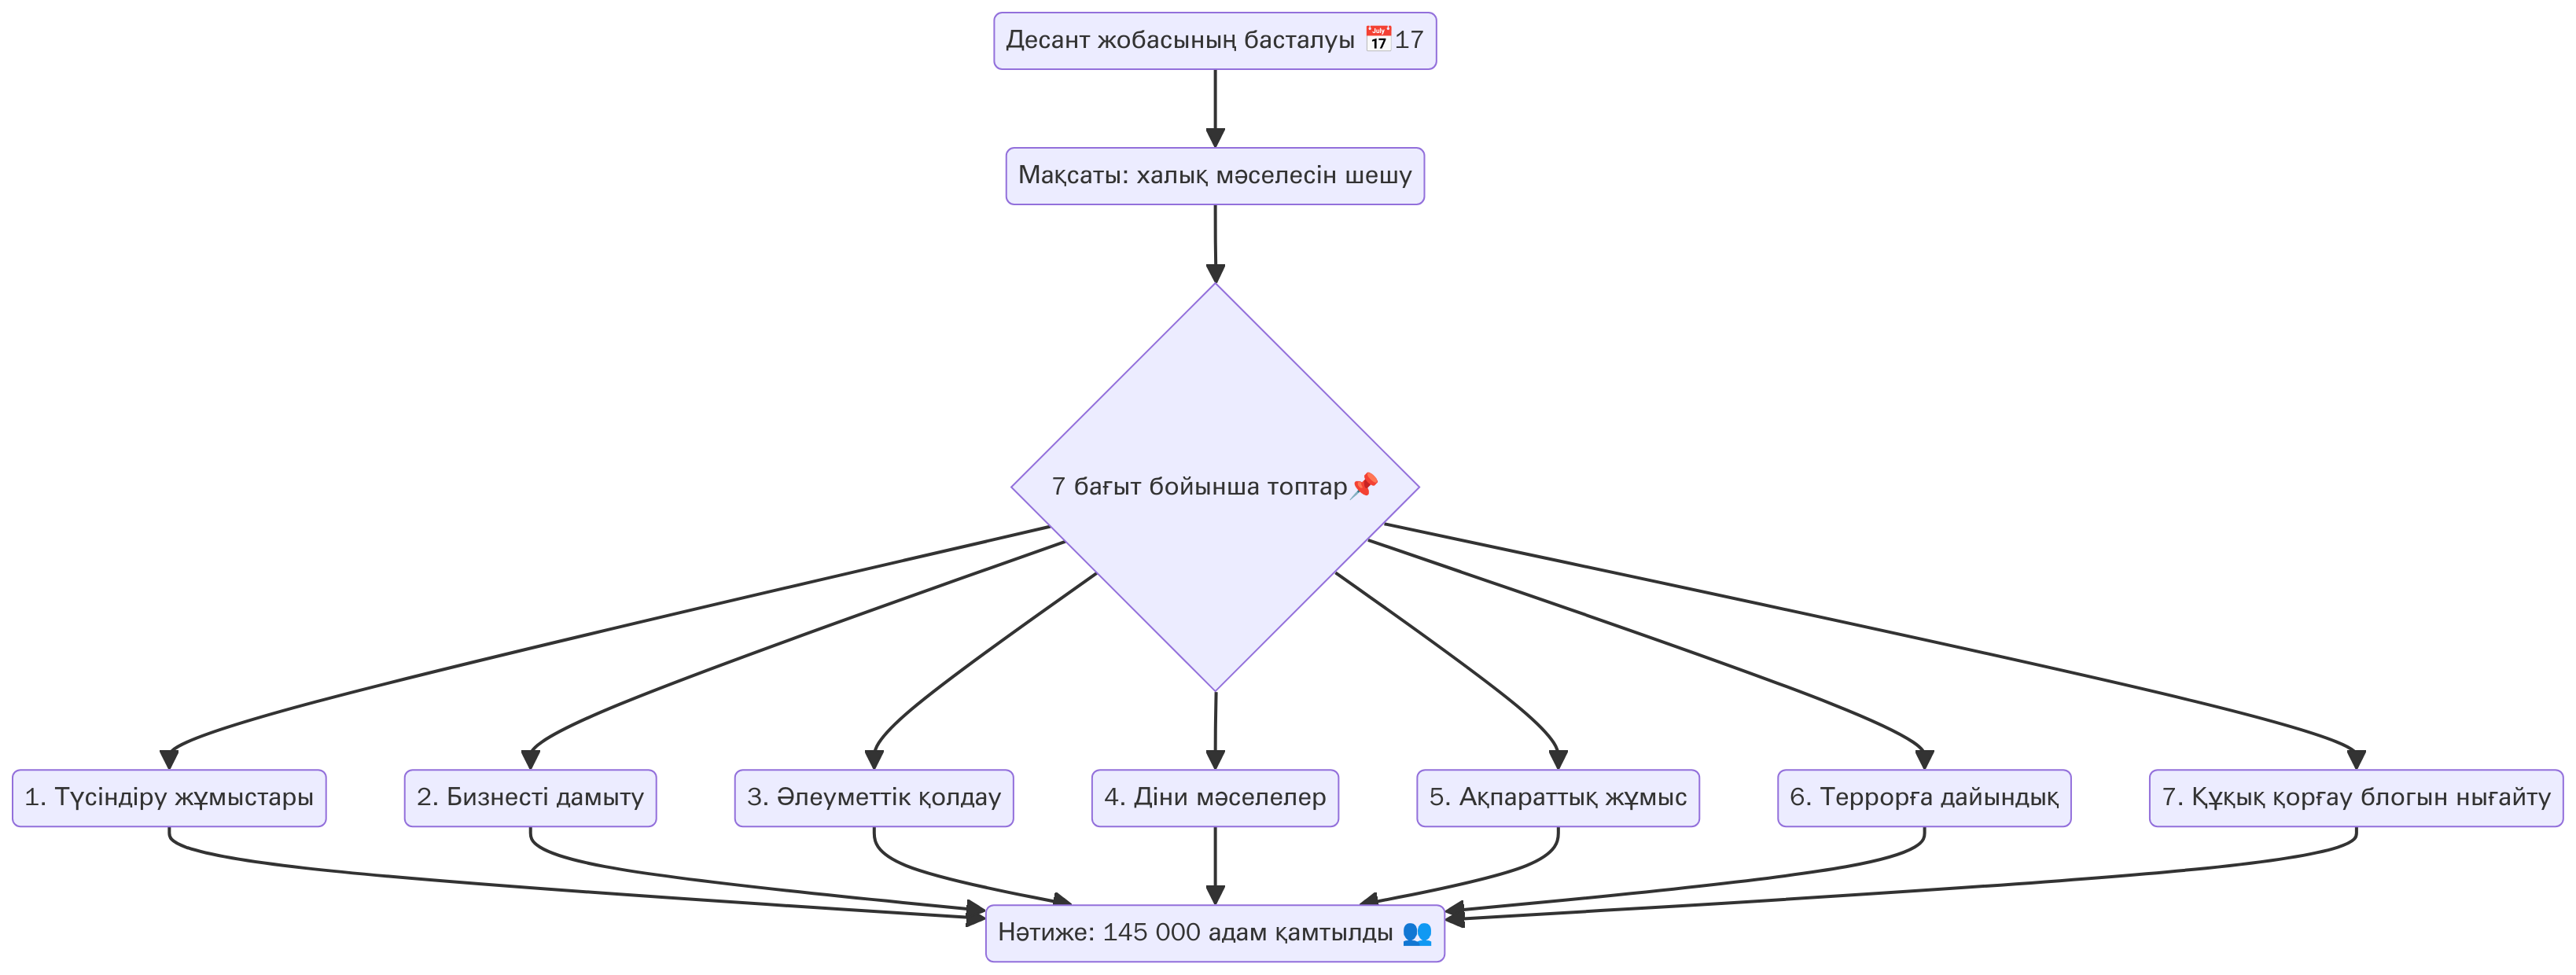 Десант жобасының басталуы 📅17
Мақсаты: халық мәселесін шешу
7 бағыт бойынша топтар📌
1. Түсіндіру жұмыстары
2. Бизнесті дамыту
3. Әлеуметтік қолдау
4. Діни мәселелер
5. Ақпараттық жұмыс
6. Террорға дайындық
7. Құқық қорғау блогын нығайту
Нәтиже: 145 000 адам қамтылды 👥